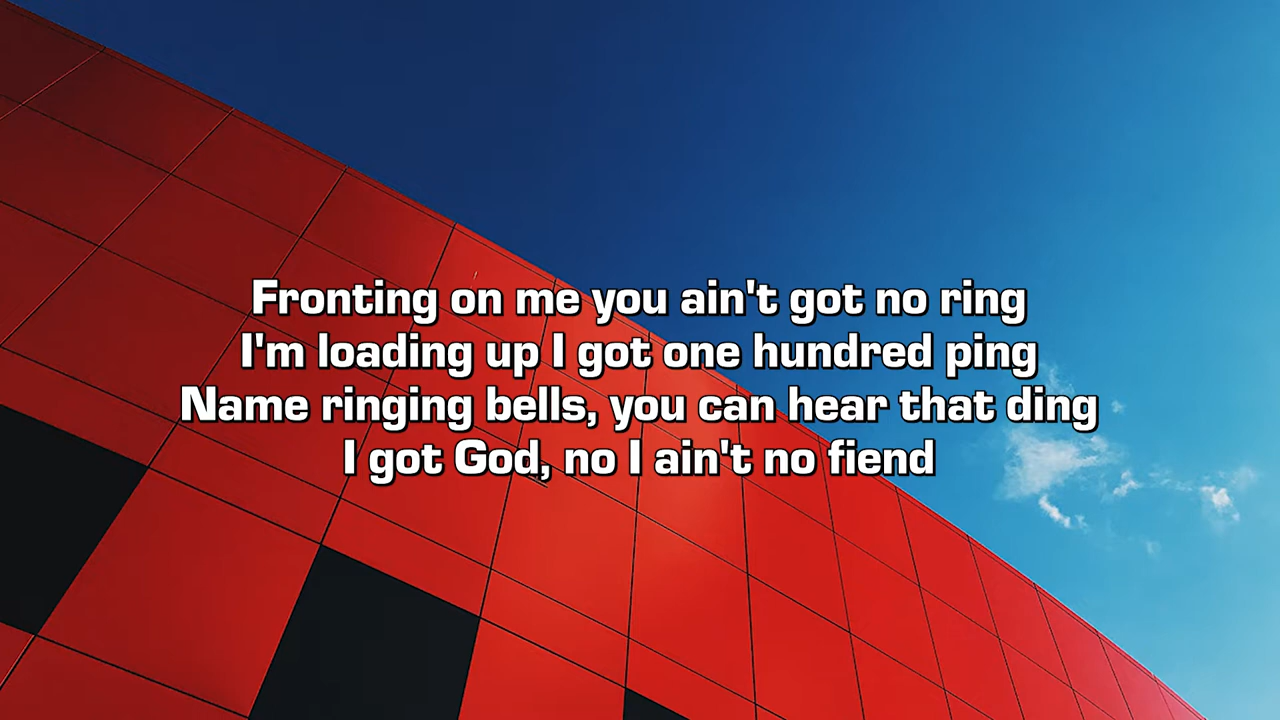 Fronting on me you ain't got no ring
I'm loading up I got one hundred ping
Name ringing bells, you can hear that ding
I got God, no I ain't no fiend